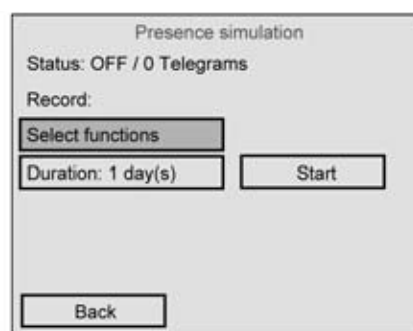 Presence simulation
Status: OFF / 0 Telegrams
Record:
Select functions
Duration: 1 day(s)
Start
Back